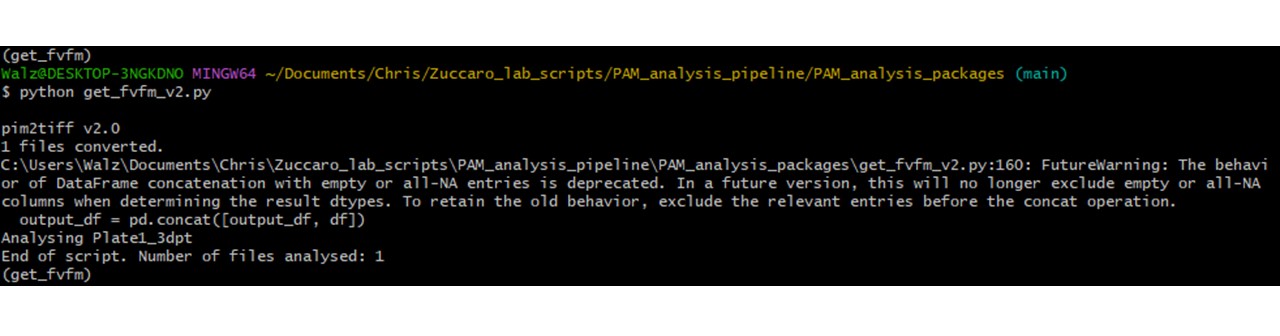 (get_fvfm)
Walz@DESKTOP-3NGKDNO MINGW64 ~/Documents/Chris/Zuccaro_lab_scripts/PAM_analysis_pipeline/PAM_analysis_packages (main)
$ python get_fvfm_v2.py
pim2tiff v2.0
1 files converted.
C:\Users\Walz\Documents\Chris\Zuccaro_lab_scripts\PAM_analysis_pipeline\PAM_analysis_packages\get_fvfm_v2.py:160: FutureWarning: The behavi
or of DataFrame concatenation with empty or all-NA entries is deprecated. In a future version, this will no longer exclude empty or all-NA
columns when determining the result dtypes. To retain the old behavior, exclude the relevant entries before the concat operation.
  output_df = pd.concat([output_df, df])
Analysing Plate1_3dpt
End of script. Number of files analysed: 1
(get_fvfm)